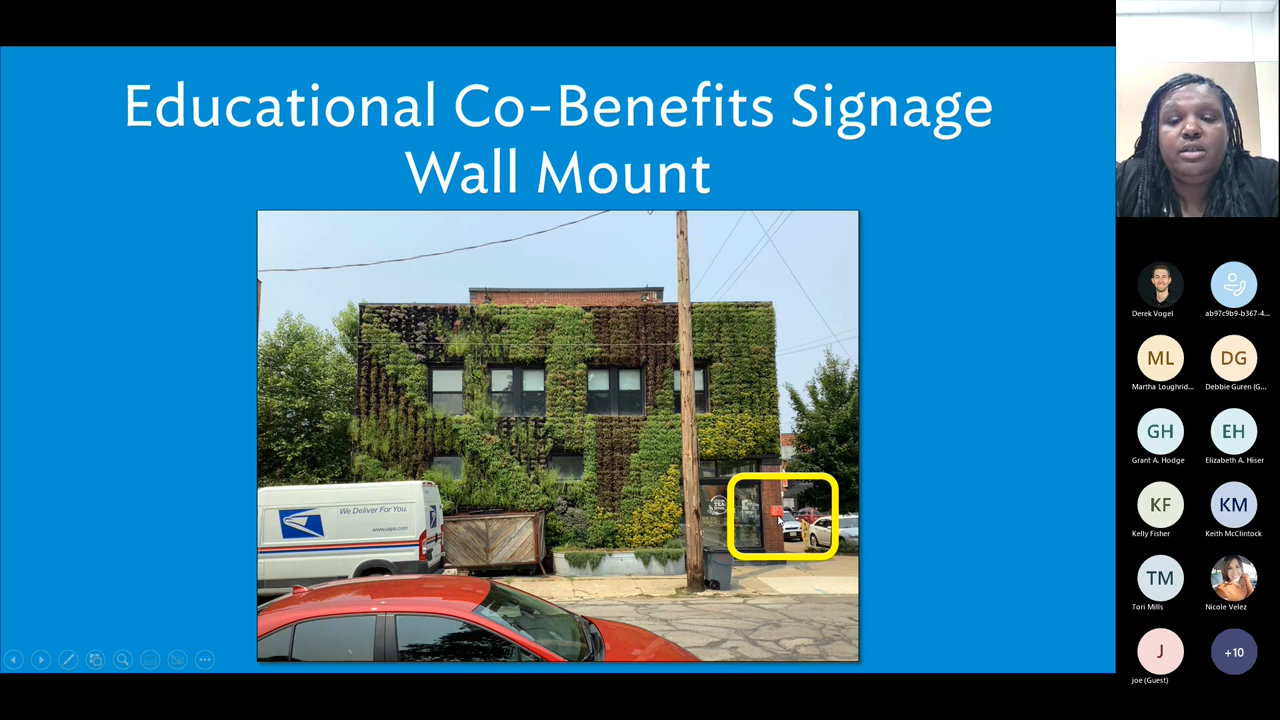 Educational Co-Benefits Signage
Wall Mount
We Deliver For You.
www.usps.com
TEA
Derek Vogel
ab97c9b9-b367-4...
ML
Martha Loughrid...
DG
Debbie Guren (G...
GH
Grant A. Hodge
EH
Elizabeth A. Hiser
KF
Kelly Fisher
KM
Keith McClintock
TM
Tori Mills
Nicole Velez
J
joe (Guest)
+10